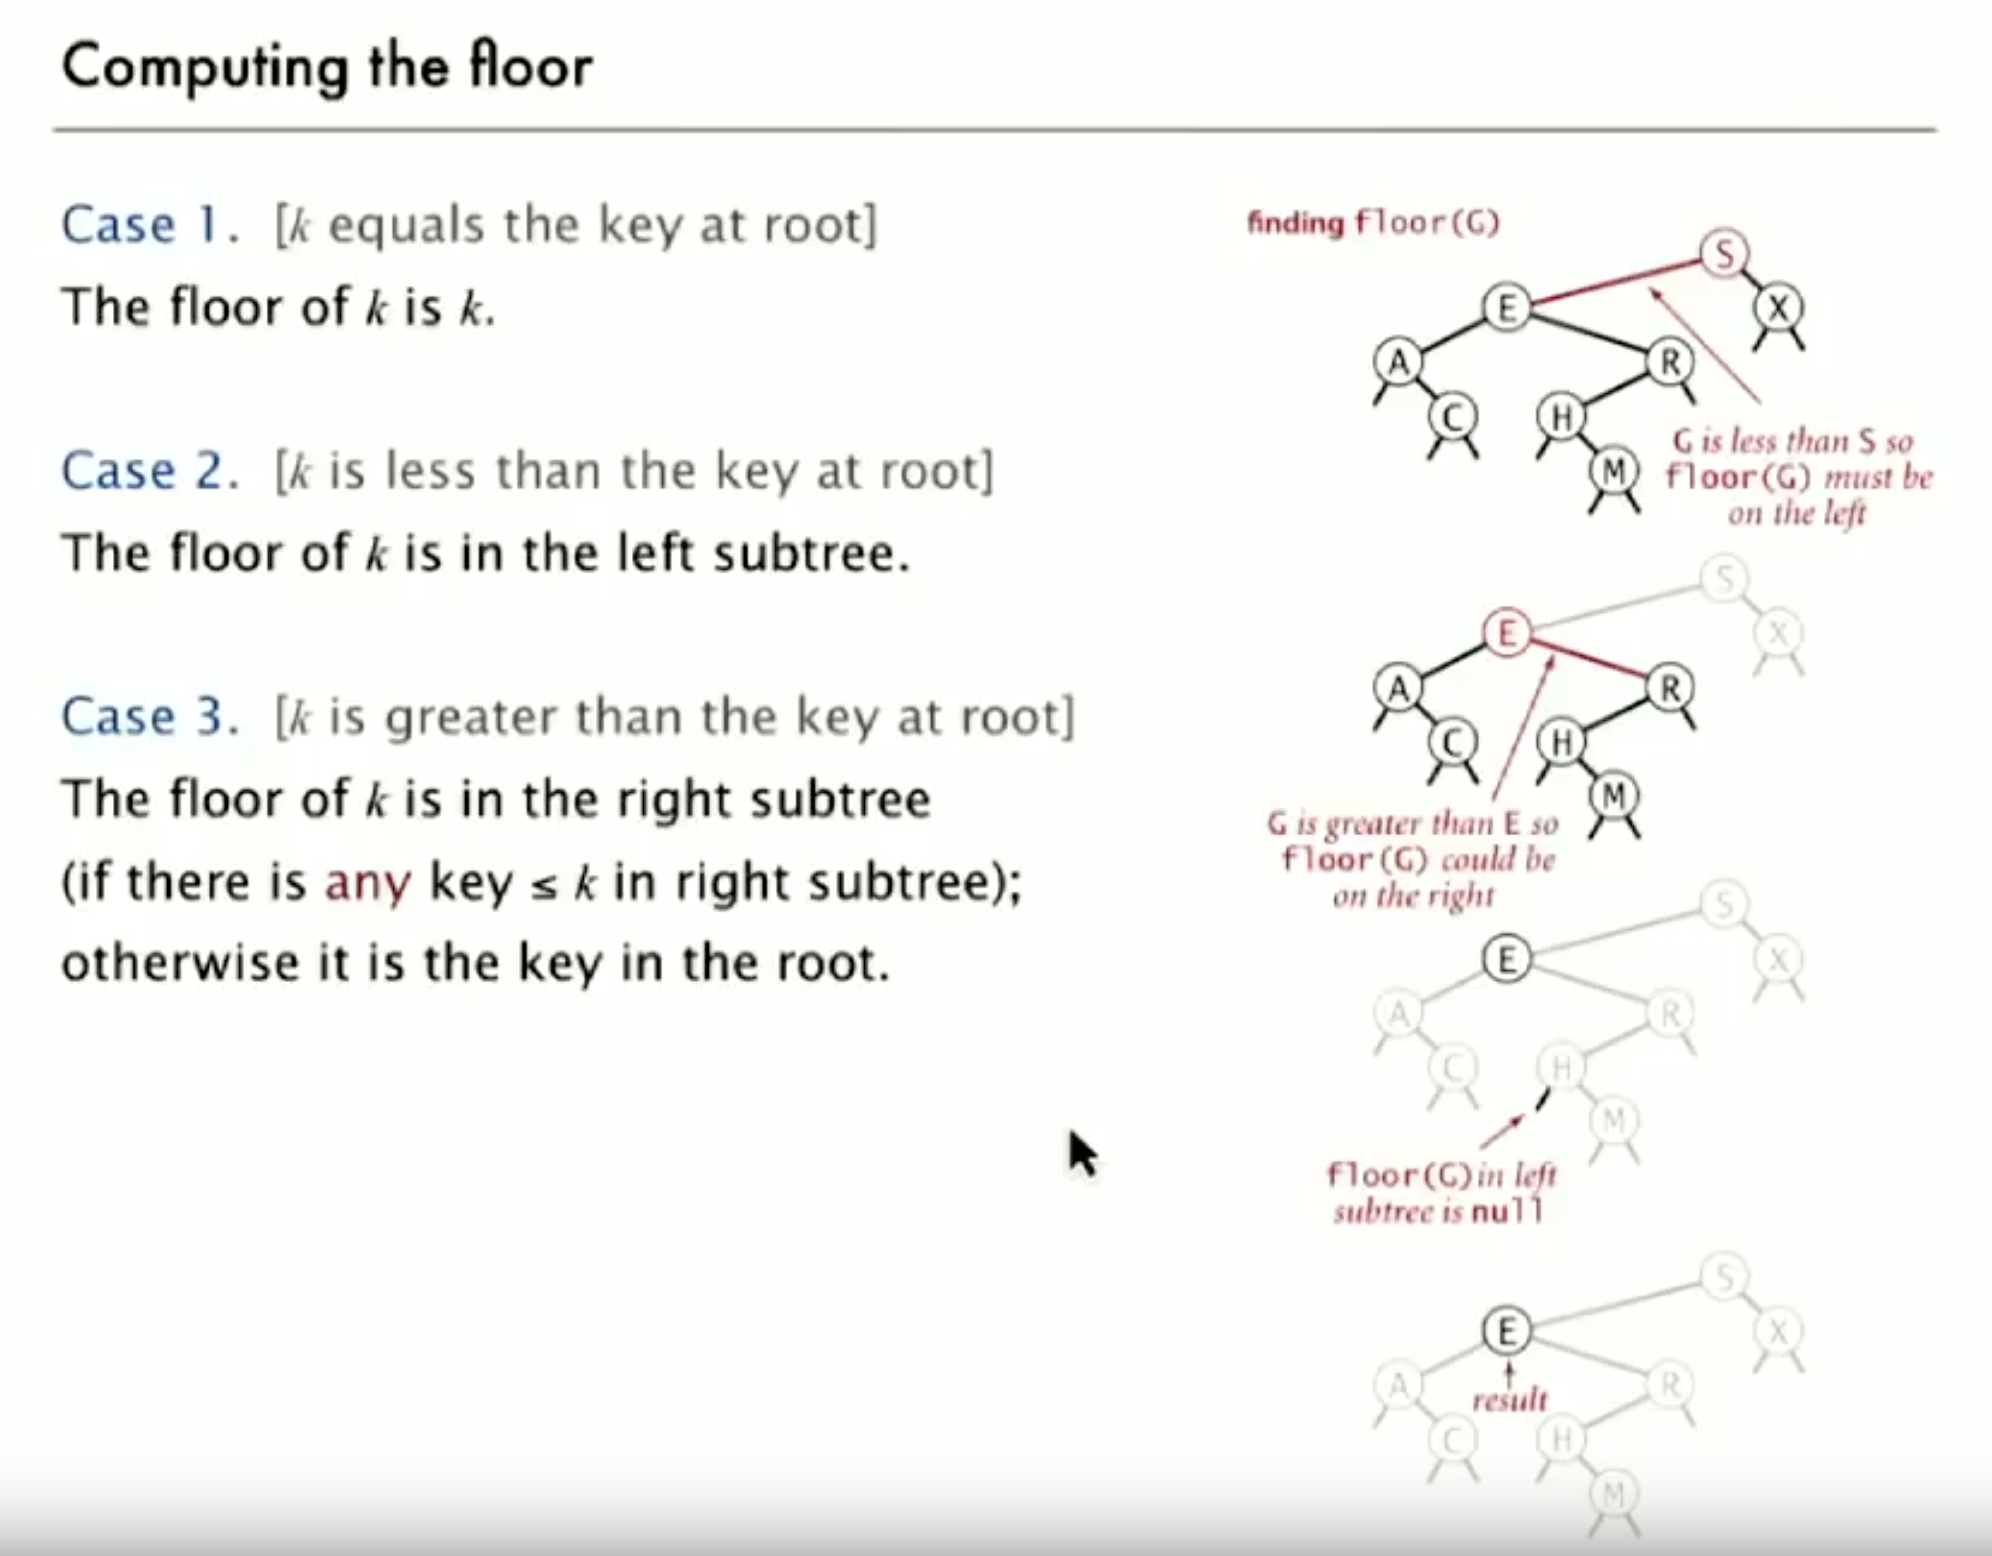 Computing the floor
Case 1. [k equals the key at root]
The floor of k is k.
Case 2. [k is less than the key at root]
The floor of k is in the left subtree.
Case 3. [k is greater than the key at root]
The floor of k is in the right subtree
(if there is any key ≤ k in right subtree);
otherwise it is the key in the root.
finding floor(G)
S
E
X
A
R
C
H
M
G is less than S so
floor(G) must be
on the left
S
E
X
A
R
C
H
M
G is greater than E so
floor(G) could be
on the right
S
E
X
A
R
C
H
M
floor(G) in left
subtree is null
S
E
X
A
R
result
C
H
M